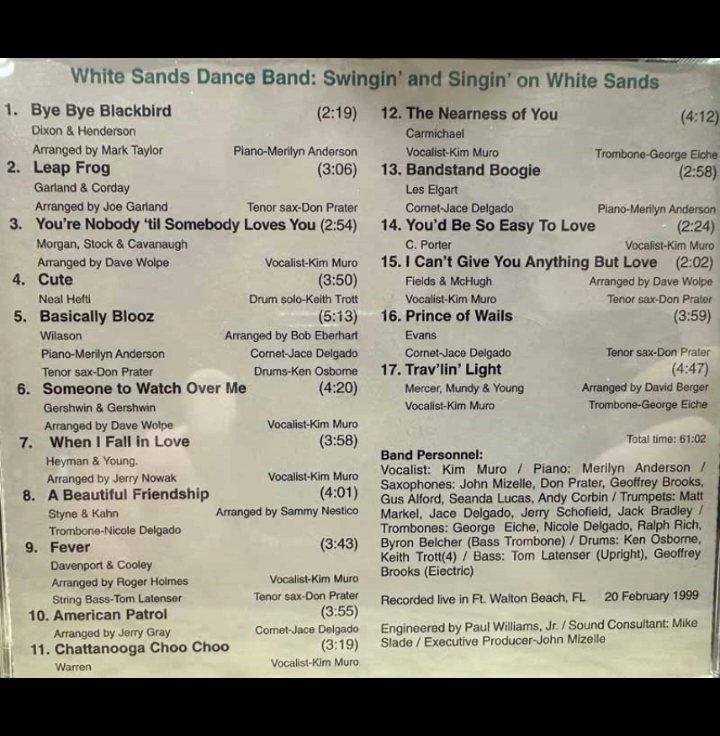 White Sands Dance Band: Swingin' and Singin' on White Sands
1. Bye Bye Blackbird (2:19)
Dixon & Henderson
Arranged by Mark Taylor Piano-Merilyn Anderson
2. Leap Frog (3:06)
Garland & Corday
Arranged by Joe Garland Tenor sax-Don Prater
3. You're Nobody 'til Somebody Loves You (2:54)
Morgan, Stock & Cavanaugh
Arranged by Dave Wolpe Vocalist-Kim Muro
4. Cute (3:50)
Neal Hefti Drum solo-Keith Trott
5. Basically Blooz (5:13)
Wilason Arranged by Bob Eberhart
Piano-Merilyn Anderson Cornet-Jace Delgado
Tenor sax-Don Prater Drums-Ken Osborne
6. Someone to Watch Over Me (4:20)
Gershwin & Gershwin
Arranged by Dave Wolpe Vocalist-Kim Muro
7. When I Fall in Love (3:58)
Heyman & Young.
Arranged by Jerry Nowak Vocalist-Kim Muro
8. A Beautiful Friendship (4:01)
Styne & Kahn Arranged by Sammy Nestico
Trombone-Nicole Delgado
9. Fever (3:43)
Davenport & Cooley
Arranged by Roger Holmes Vocalist-Kim Muro
String Bass-Tom Latenser Tenor sax-Don Prater
10. American Patrol (3:55)
Arranged by Jerry Gray Cornet-Jace Delgado
11. Chattanooga Choo Choo (3:19)
Warren Vocalist-Kim Muro
12. The Nearness of You (4:12)
Carmichael
Vocalist-Kim Muro Trombone-George Eiche
13. Bandstand Boogie (2:58)
Les Elgart
Cornet-Jace Delgado Piano-Merilyn Anderson
14. You'd Be So Easy To Love (2:24)
C. Porter Vocalist-Kim Muro
15. I Can't Give You Anything But Love (2:02)
Fields & McHugh Arranged by Dave Wolpe
Vocalist-Kim Muro Tenor sax-Don Prater
16. Prince of Wails (3:59)
Evans
Cornet-Jace Delgado Tenor sax-Don Prater
17. Trav'lin' Light (4:47)
Mercer, Mundy & Young Arranged by David Berger
Vocalist-Kim Muro Trombone-George Eiche
Total time: 61:02
Band Personnel:
Vocalist: Kim Muro / Piano: Merilyn Anderson /
Saxophones: John Mizelle, Don Prater, Geoffrey Brooks,
Gus Alford, Seanda Lucas, Andy Corbin / Trumpets: Matt
Markel, Jace Delgado, Jerry Schofield, Jack Bradley /
Trombones: George Eiche, Nicole Delgado, Ralph Rich,
Byron Belcher (Bass Trombone) / Drums: Ken Osborne,
Keith Trott(4) / Bass: Tom Latenser (Upright), Geoffrey
Brooks (Electric)
Recorded live in Ft. Walton Beach, FL 20 February 1999
Engineered by Paul Williams, Jr. / Sound Consultant: Mike
Slade / Executive Producer-John Mizelle